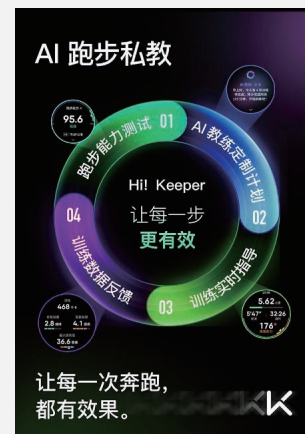 AI 跑步私教
跑步能力测试 01
AI教练定制计划
02
95.6
Hi! Keeper
让每一步
更有效
04
训练数据反馈
03 训练实时指导
468
2.8
4.1
36.6
5.62
5'47"
32:26
176
让每一次奔跑，
都有效果。
K